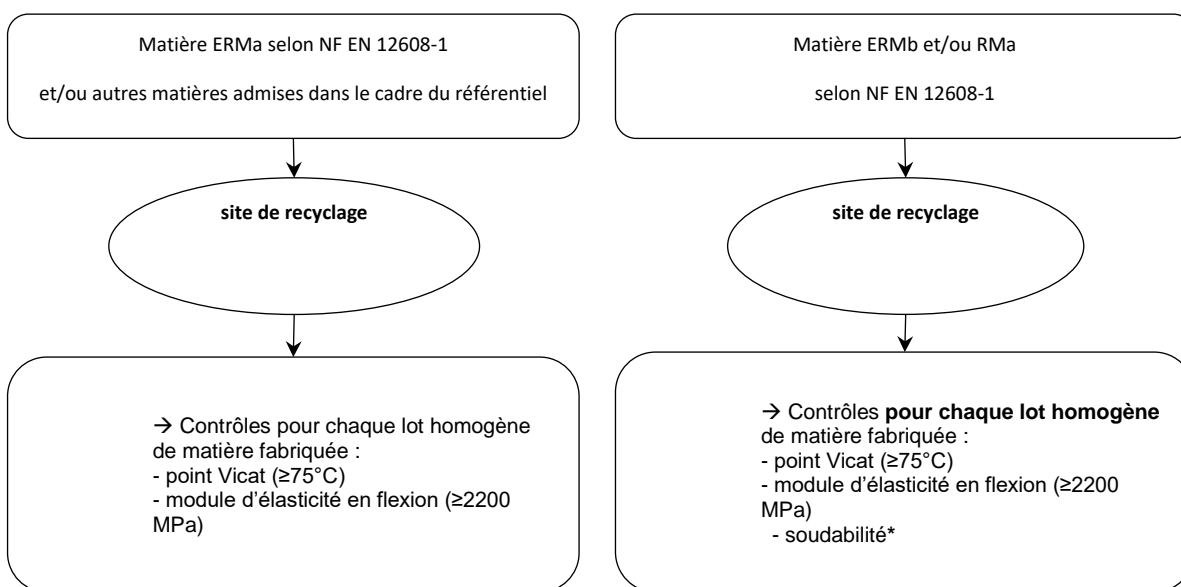 Matière ERMa selon NF EN 12608-1
et/ou autres matières admises dans le cadre du référentiel
site de recyclage
→ Contrôles pour chaque lot homogène
de matière fabriquée :
- point Vicat (≥75°C)
- module d'élasticité en flexion (≥2200
MPa)
Matière ERMb et/ou RMa
selon NF EN 12608-1
site de recyclage
→ Contrôles pour chaque lot homogène
de matière fabriquée :
- point Vicat (≥75°C)
- module d'élasticité en flexion (≥2200
MPa)
- soudabilité*